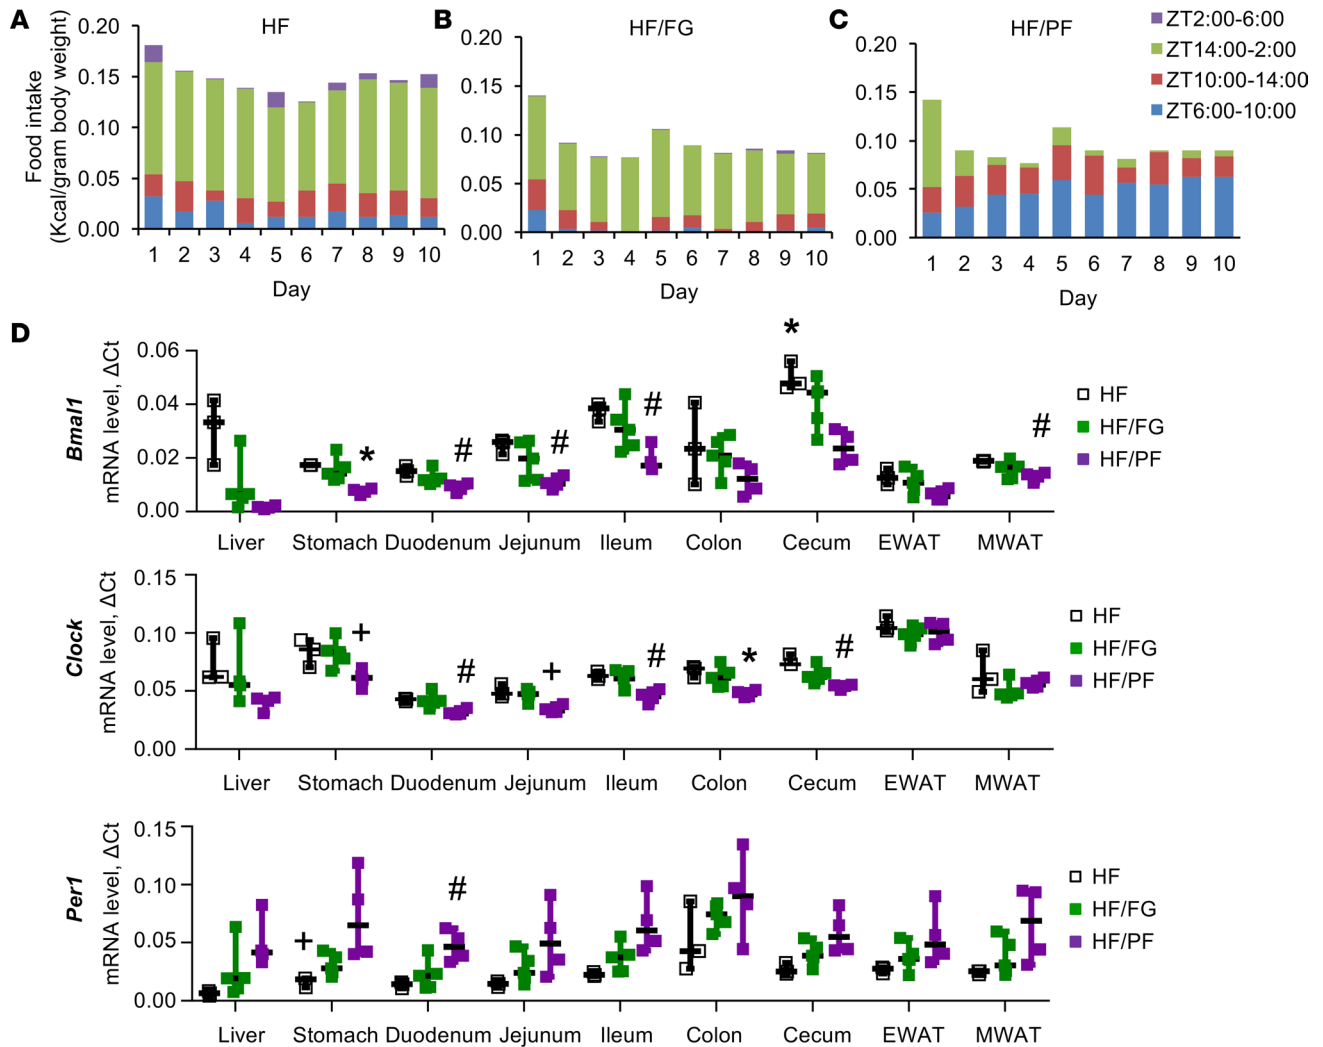 A
HF
Food intake
(Kcal/gram body weight)
0.20
0.15
0.10
0.05
0.00
1 2 3 4 5 6 7 8 9 10
Day
B
HF/FG
0.20
0.15
0.10
0.05
0.00
1 2 3 4 5 6 7 8 9 10
Day
C
HF/PF
0.20
0.15
0.10
0.05
0.00
1 2 3 4 5 6 7 8 9 10
Day
ZT2:00-6:00
ZT14:00-2:00
ZT10:00-14:00
ZT6:00-10:00
D
Bmal1
mRNA level, ΔCt
0.06
0.04
0.02
0.00
* # # # * #
Liver Stomach Duodenum Jejunum Ileum Colon Cecum EWAT MWAT
HF
HF/FG
HF/PF
Clock
mRNA level, ΔCt
0.15
0.10
0.05
0.00
+ # + # * #
Liver Stomach Duodenum Jejunum Ileum Colon Cecum EWAT MWAT
HF
HF/FG
HF/PF
Per1
mRNA level, ΔCt
0.15
0.10
0.05
0.00
+ #
Liver Stomach Duodenum Jejunum Ileum Colon Cecum EWAT MWAT
HF
HF/FG
HF/PF